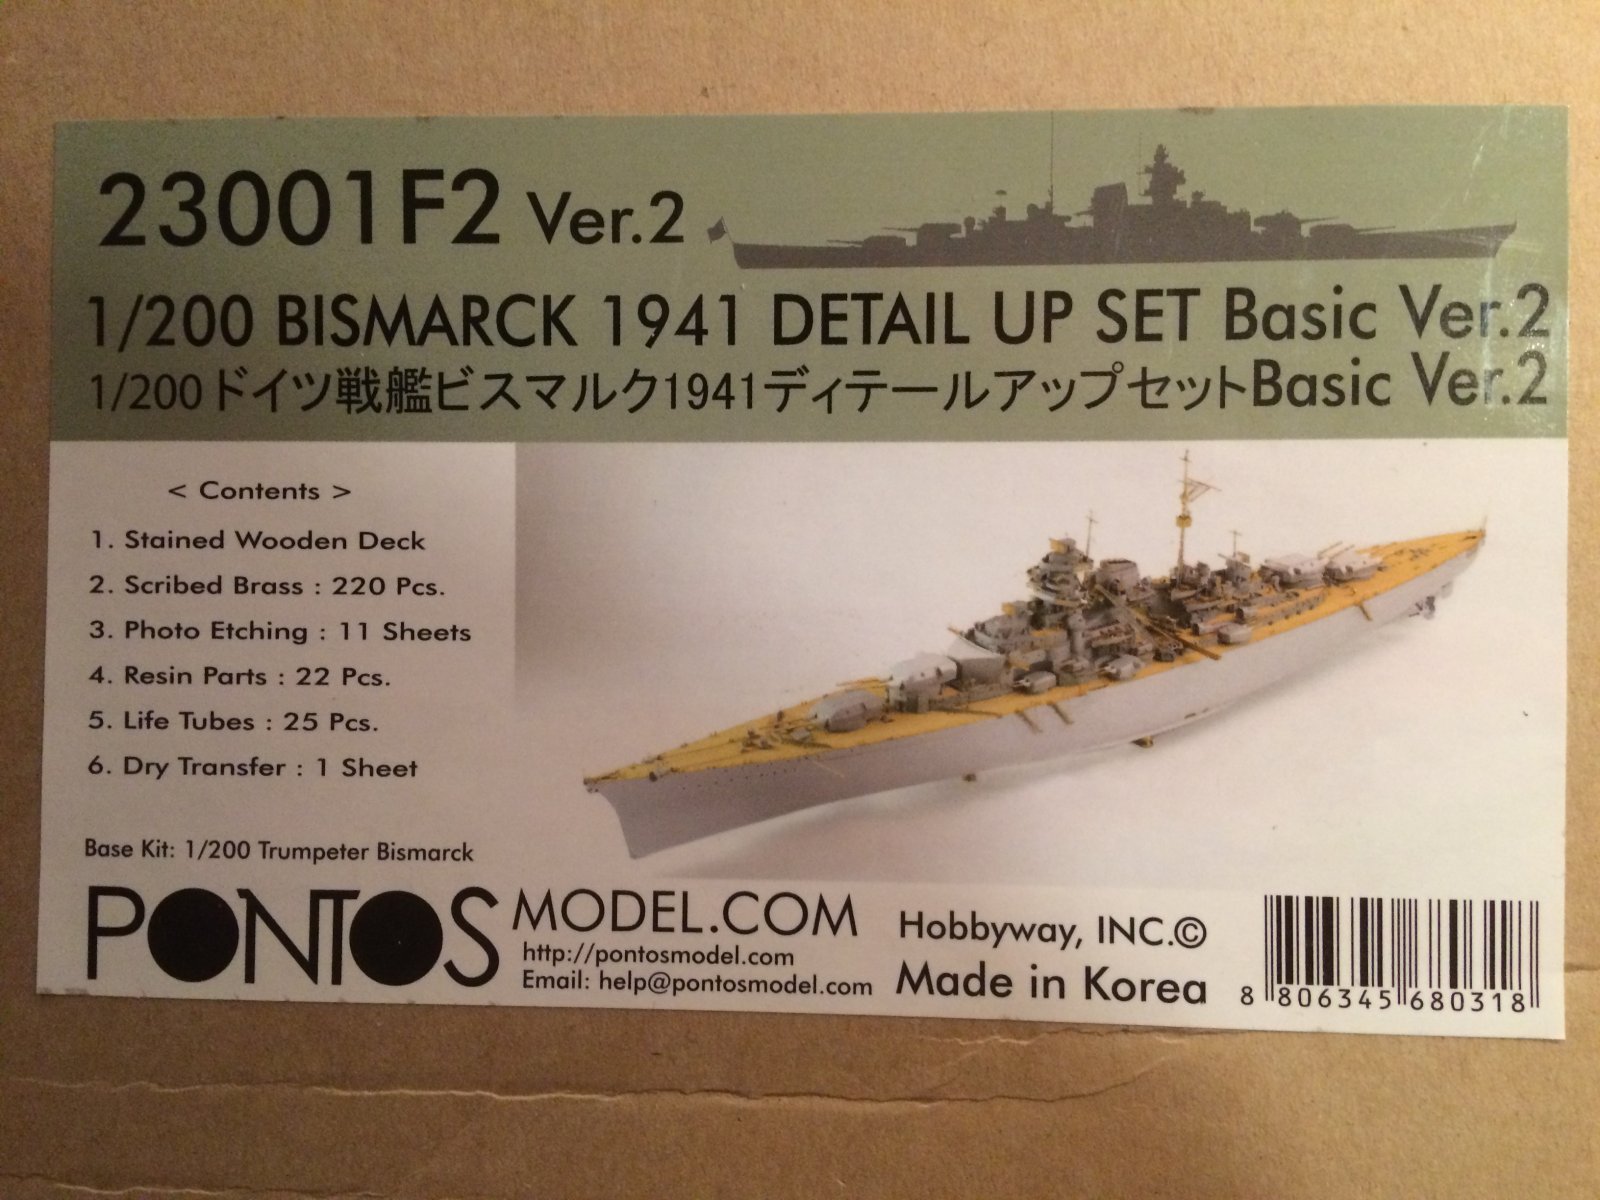 23001F2 Ver.2
1/200 BISMARCK 1941 DETAIL UP SET Basic Ver.2
1/200ドイツ戦艦ビスマルク1941ディテールアップセットBasic Ver.2
< Contents >
1. Stained Wooden Deck
2. Scribed Brass : 220 Pcs.
3. Photo Etching : 11 Sheets
4. Resin Parts : 22 Pcs.
5. Life Tubes : 25 Pcs.
6. Dry Transfer : 1 Sheet
Base Kit: 1/200 Trumpeter Bismarck
PONTOS MODEL.COM
http://pontosmodel.com
Email: help@pontosmodel.com
Hobbyway, INC.©
Made in Korea
8 806345 680318